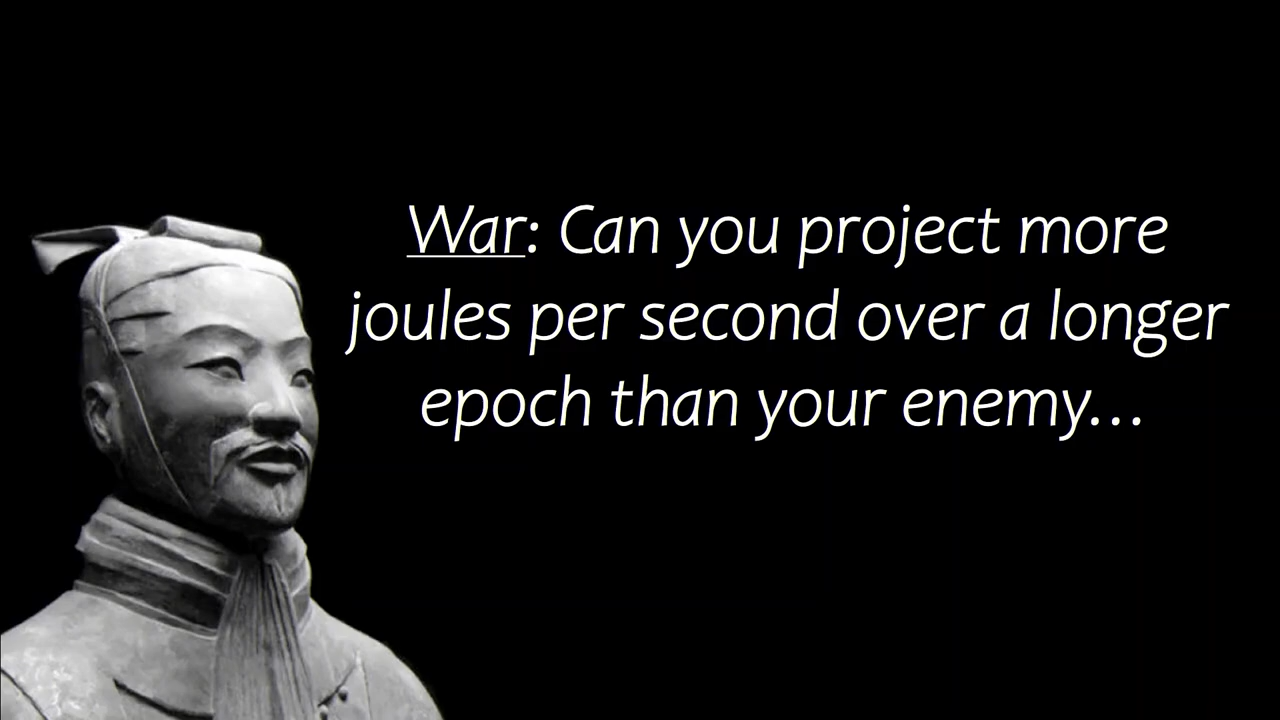 War: Can you project more
joules per second over a longer
epoch than your enemy…